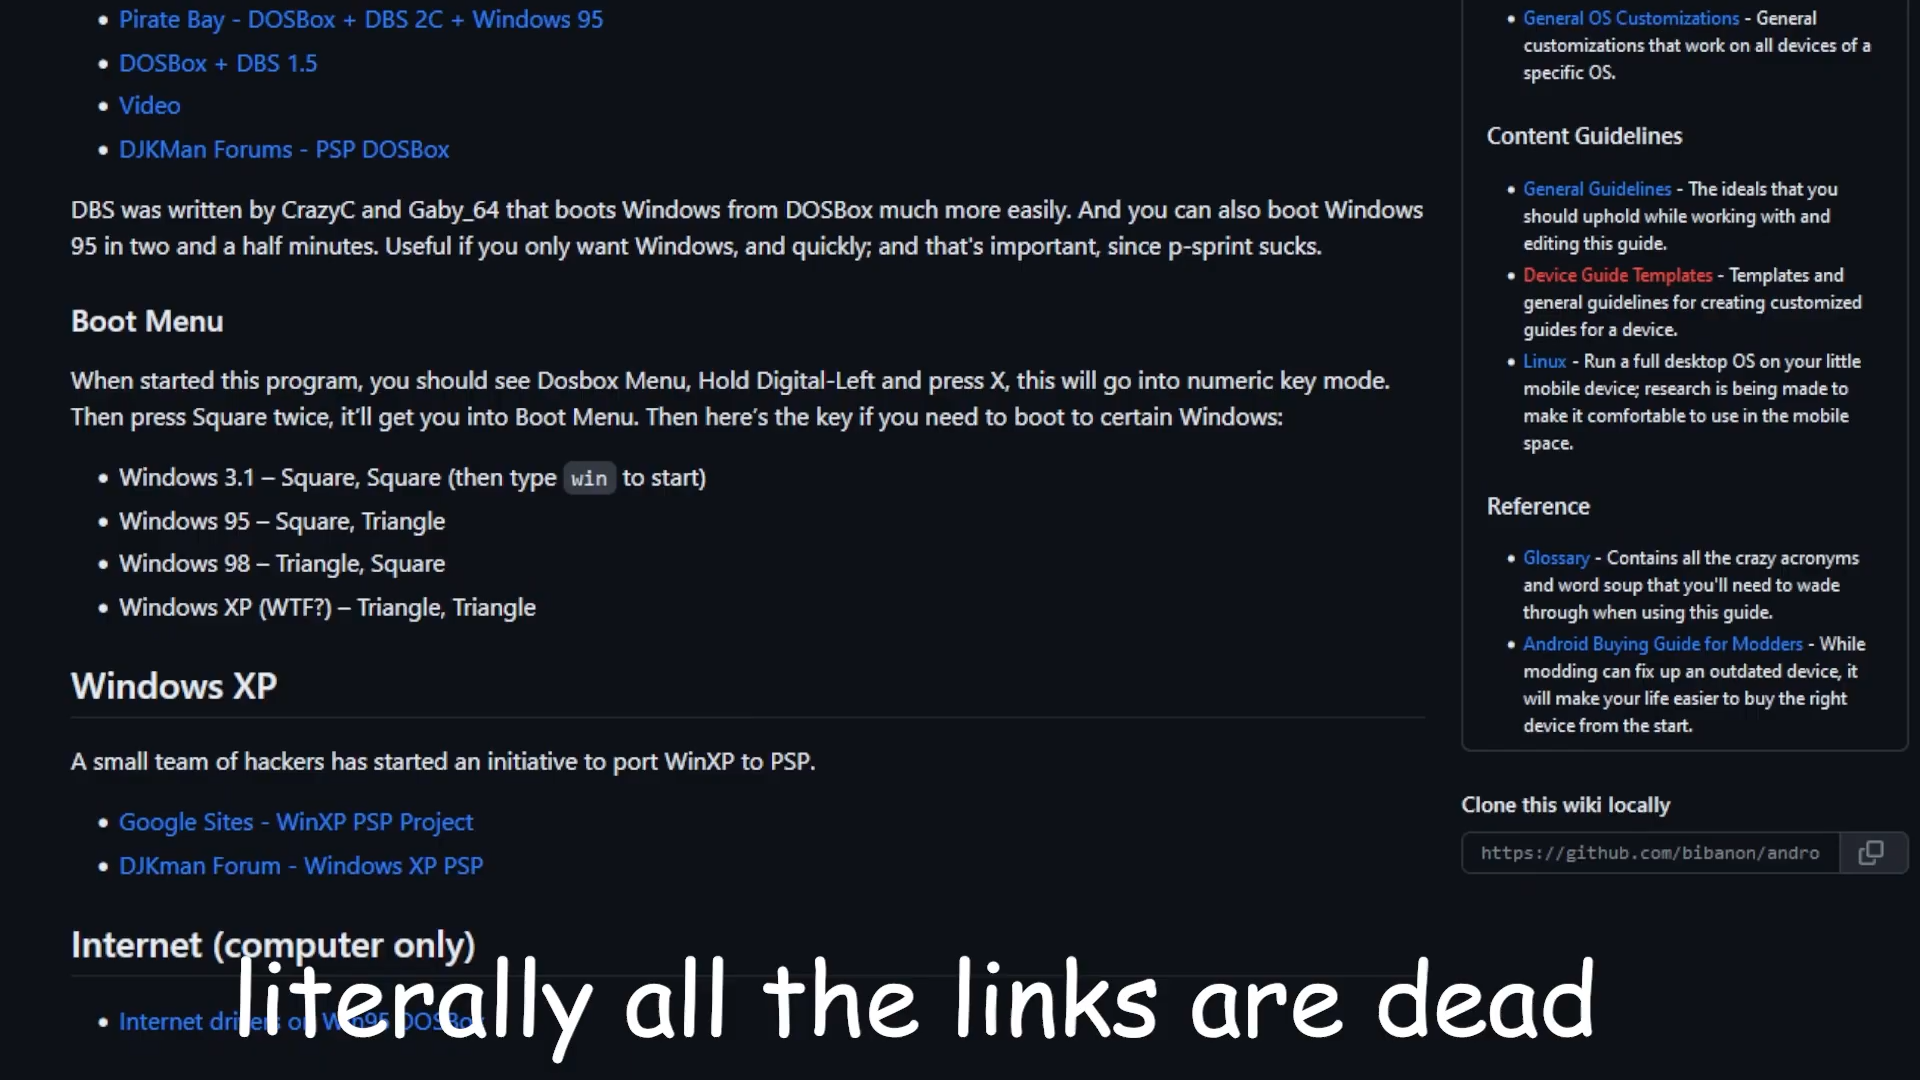 Pirate Bay - DOSBox + DBS 2C + Windows 95
DOSBox + DBS 1.5
Video
DJKMan Forums - PSP DOSBox
DBS was written by CrazyC and Gaby_64 that boots Windows from DOSBox much more easily. And you can also boot Windows
95 in two and a half minutes. Useful if you only want Windows, and quickly; and that's important, since p-sprint sucks.
Boot Menu
When started this program, you should see Dosbox Menu, Hold Digital-Left and press X, this will go into numeric key mode.
Then press Square twice, it’ll get you into Boot Menu. Then here’s the key if you need to boot to certain Windows:
Windows 3.1 – Square, Square (then type win to start)
Windows 95 – Square, Triangle
Windows 98 – Triangle, Square
Windows XP (WTF?) – Triangle, Triangle
Windows XP
A small team of hackers has started an initiative to port WinXP to PSP.
Google Sites - WinXP PSP Project
DJKman Forum - Windows XP PSP
Internet (computer only)
Internet drivers on Win95 DOSBox
literally all the links are dead
General OS Customizations - General
customizations that work on all devices of a
specific OS.
Content Guidelines
General Guidelines - The ideals that you
should uphold while working with and
editing this guide.
Device Guide Templates - Templates and
general guidelines for creating customized
guides for a device.
Linux - Run a full desktop OS on your little
mobile device; research is being made to
make it comfortable to use in the mobile
space.
Reference
Glossary - Contains all the crazy acronyms
and word soup that you'll need to wade
through when using this guide.
Android Buying Guide for Modders - While
modding can fix up an outdated device, it
will make your life easier to buy the right
device from the start.
Clone this wiki locally
https://github.com/bibanon/andro